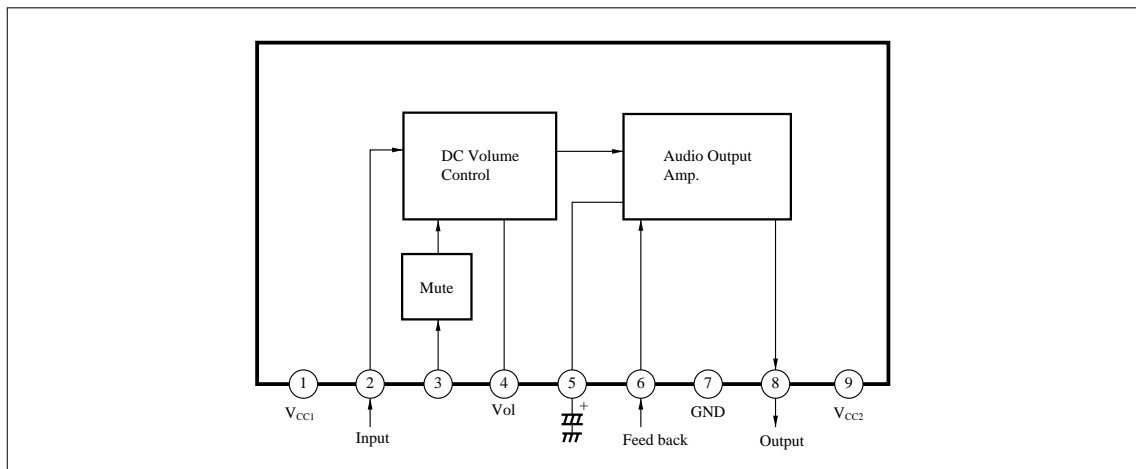 DC Volume
Control
Audio Output
Amp.
Mute
1 2 3 4 5 6 7 8 9
+
VCC1
Input
Vol
Feed back
GND
Output
VCC2